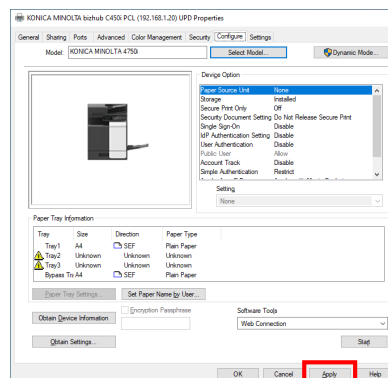 KONICA MINOLTA bizhub C450i PCL (192.168.1.20) UPD Properties
General Sharing Ports Advanced Color Management Security Configure Settings
Model: KONICA MINOLTA 4750i Select Model... Dynamic Mode...
Device Option
Paper Source Unit None
Storage Installed
Secure Print Only Off
Security Document Setting Do Not Release Secure Print
Single Sign-On Disable
IdP Authentication Setting Disable
User Authentication Disable
Public User Allow
Account Track Disable
Simple Authentication Restrict
Setting
None
Paper Tray Information
Tray Size Direction Paper Type
Tray1 A4 SEF Plain Paper
Tray2 Unknown Unknown Unknown
Tray3 Unknown Unknown Unknown
Bypass Tra A4 SEF Plain Paper
Paper Tray Settings... Set Paper Name by User...
Obtain Device Information Encryption Passphrase Software Tools
Web Connection
Obtain Settings... Start
OK Cancel Apply Help